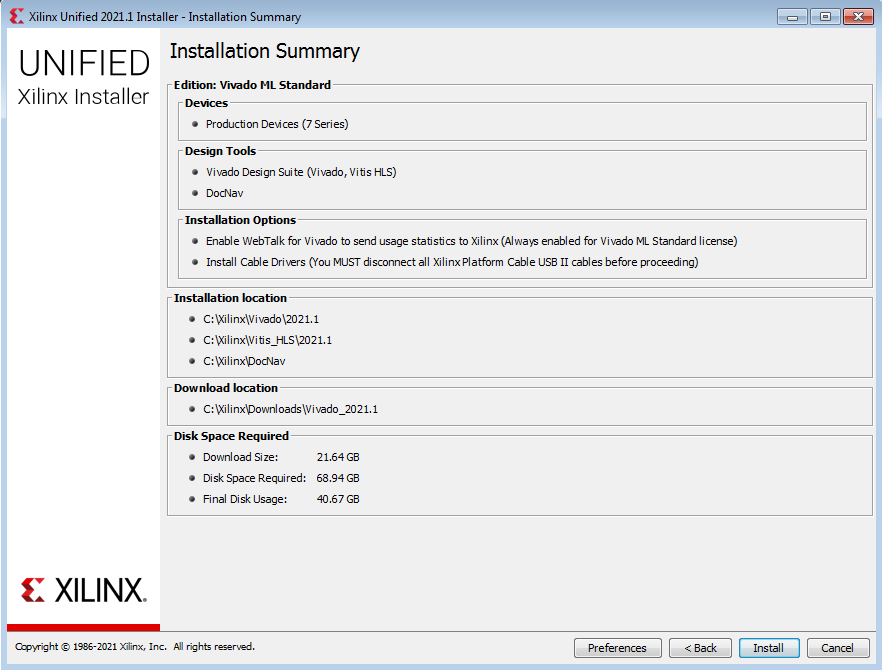 Xilinx Unified 2021.1 Installer - Installation Summary
UNIFIED
Xilinx Installer
Installation Summary
Edition: Vivado ML Standard
Devices
Production Devices (7 Series)
Design Tools
Vivado Design Suite (Vivado, Vitis HLS)
DocNav
Installation Options
Enable WebTalk for Vivado to send usage statistics to Xilinx (Always enabled for Vivado ML Standard license)
Install Cable Drivers (You MUST disconnect all Xilinx Platform Cable USB II cables before proceeding)
Installation location
C:\Xilinx\Vivado\2021.1
C:\Xilinx\Vitis_HLS\2021.1
C:\Xilinx\DocNav
Download location
C:\Xilinx\Downloads\Vivado_2021.1
Disk Space Required
Download Size: 21.64 GB
Disk Space Required: 68.94 GB
Final Disk Usage: 40.67 GB
XILINX.
Copyright © 1986-2021 Xilinx, Inc. All rights reserved.
Preferences < Back Install Cancel